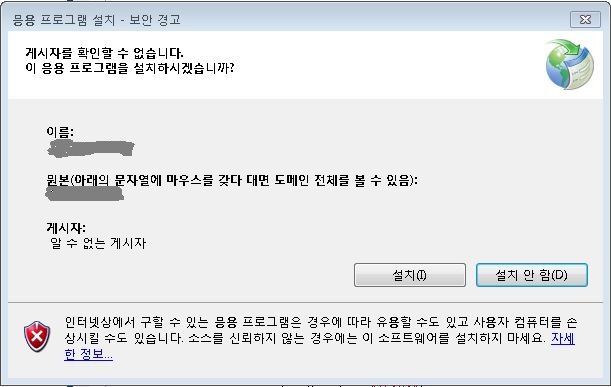 응용 프로그램 설치 - 보안 경고
게시자를 확인할 수 없습니다.
이 응용 프로그램을 설치하시겠습니까?
이름:
원본(아래의 문자열에 마우스를 갖다 대면 도메인 전체를 볼 수 있음):
게시자:
알 수 없는 게시자
설치(I) 설치 안 함(D)
인터넷상에서 구할 수 있는 응용 프로그램은 경우에 따라 유용할 수도 있고 사용자 컴퓨터를 손
상시킬 수도 있습니다. 소스를 신뢰하지 않는 경우에는 이 소프트웨어를 설치하지 마세요. 자세
한 정보...